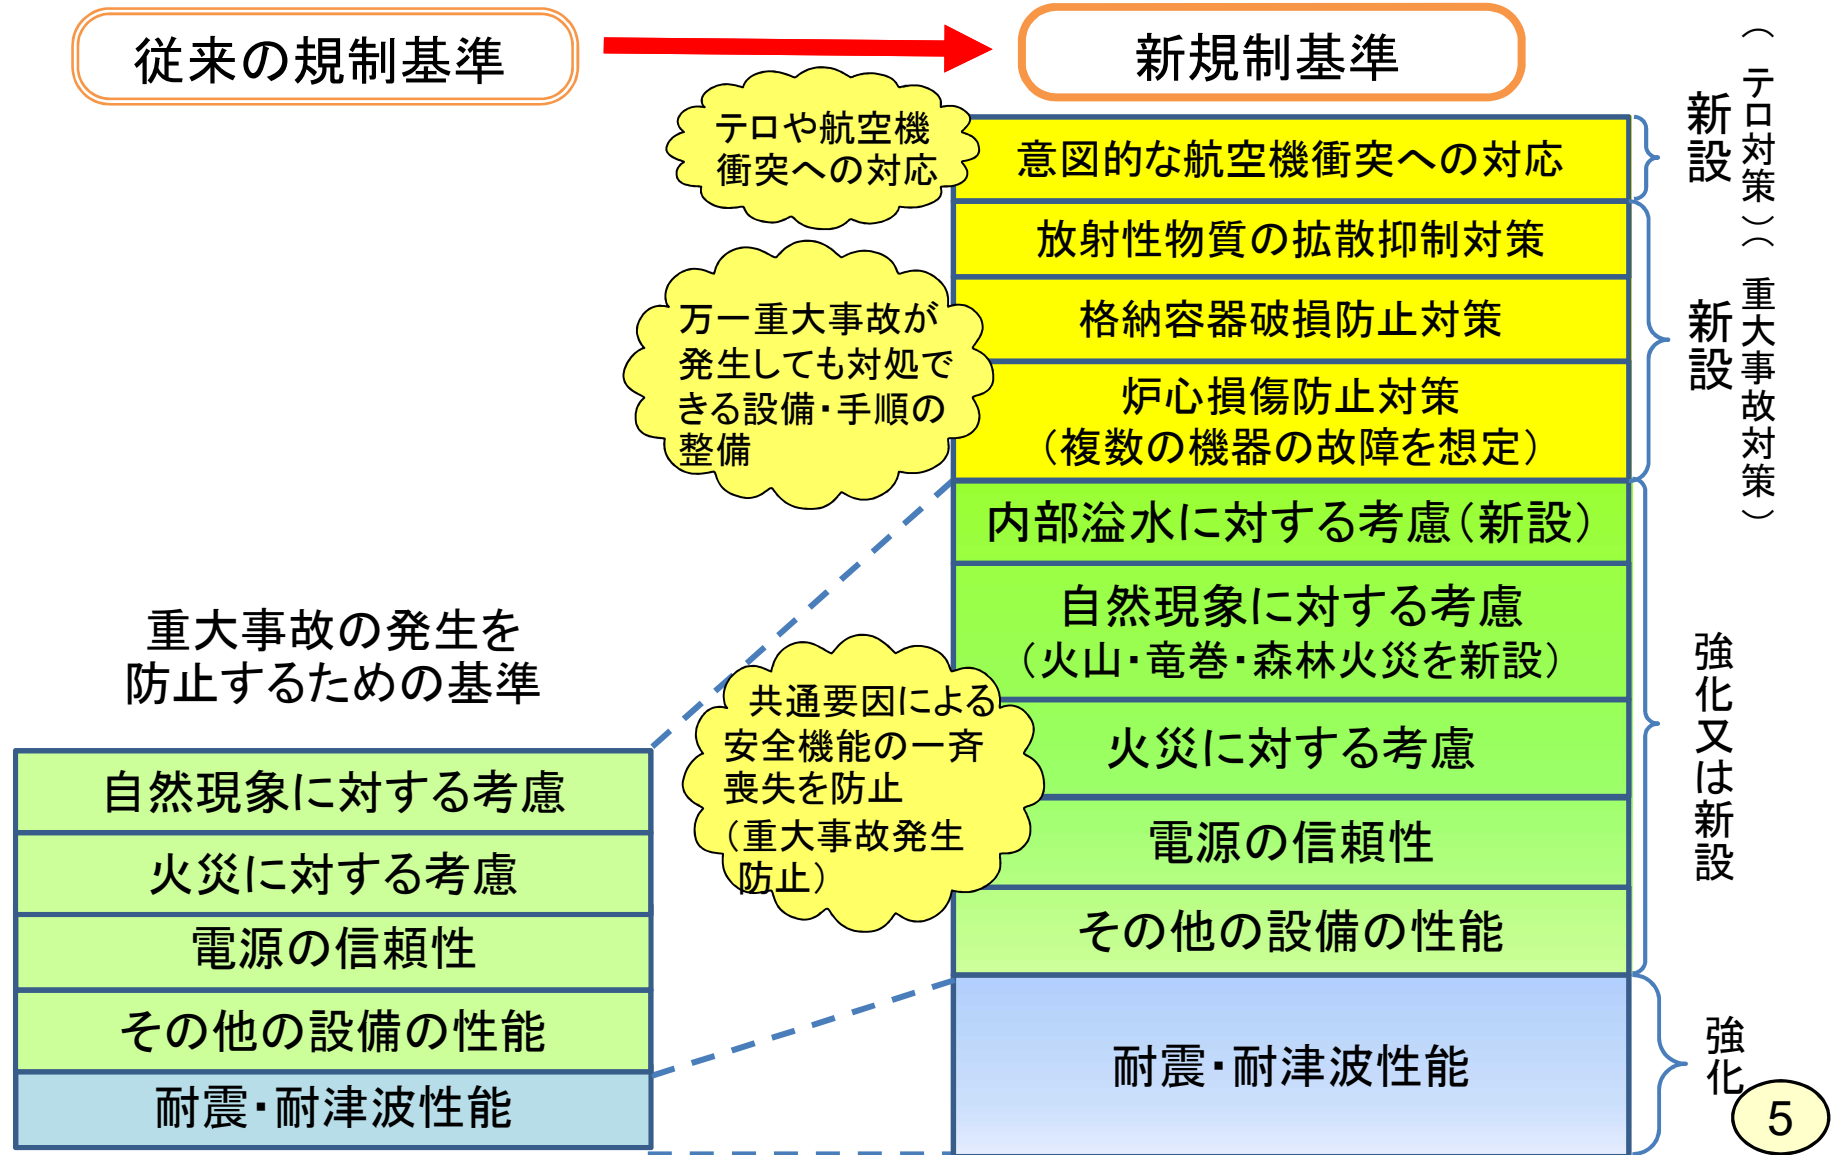 従来の規制基準
新規制基準
テロや航空機
衝突への対応
万一重大事故が
発生しても対処で
きる設備・手順の
整備
共通要因による
安全機能の一斉
喪失を防止
（重大事故発生
防止）
重大事故の発生を
防止するための基準
自然現象に対する考慮
火災に対する考慮
電源の信頼性
その他の設備の性能
耐震・耐津波性能
意図的な航空機衝突への対応
放射性物質の拡散抑制対策
格納容器破損防止対策
炉心損傷防止対策
（複数の機器の故障を想定）
内部溢水に対する考慮（新設）
自然現象に対する考慮
（火山・竜巻・森林火災を新設）
火災に対する考慮
電源の信頼性
その他の設備の性能
耐震・耐津波性能
新設
（テロ対策）
新設
（重大事故対策）
強化又は新設
強化
5